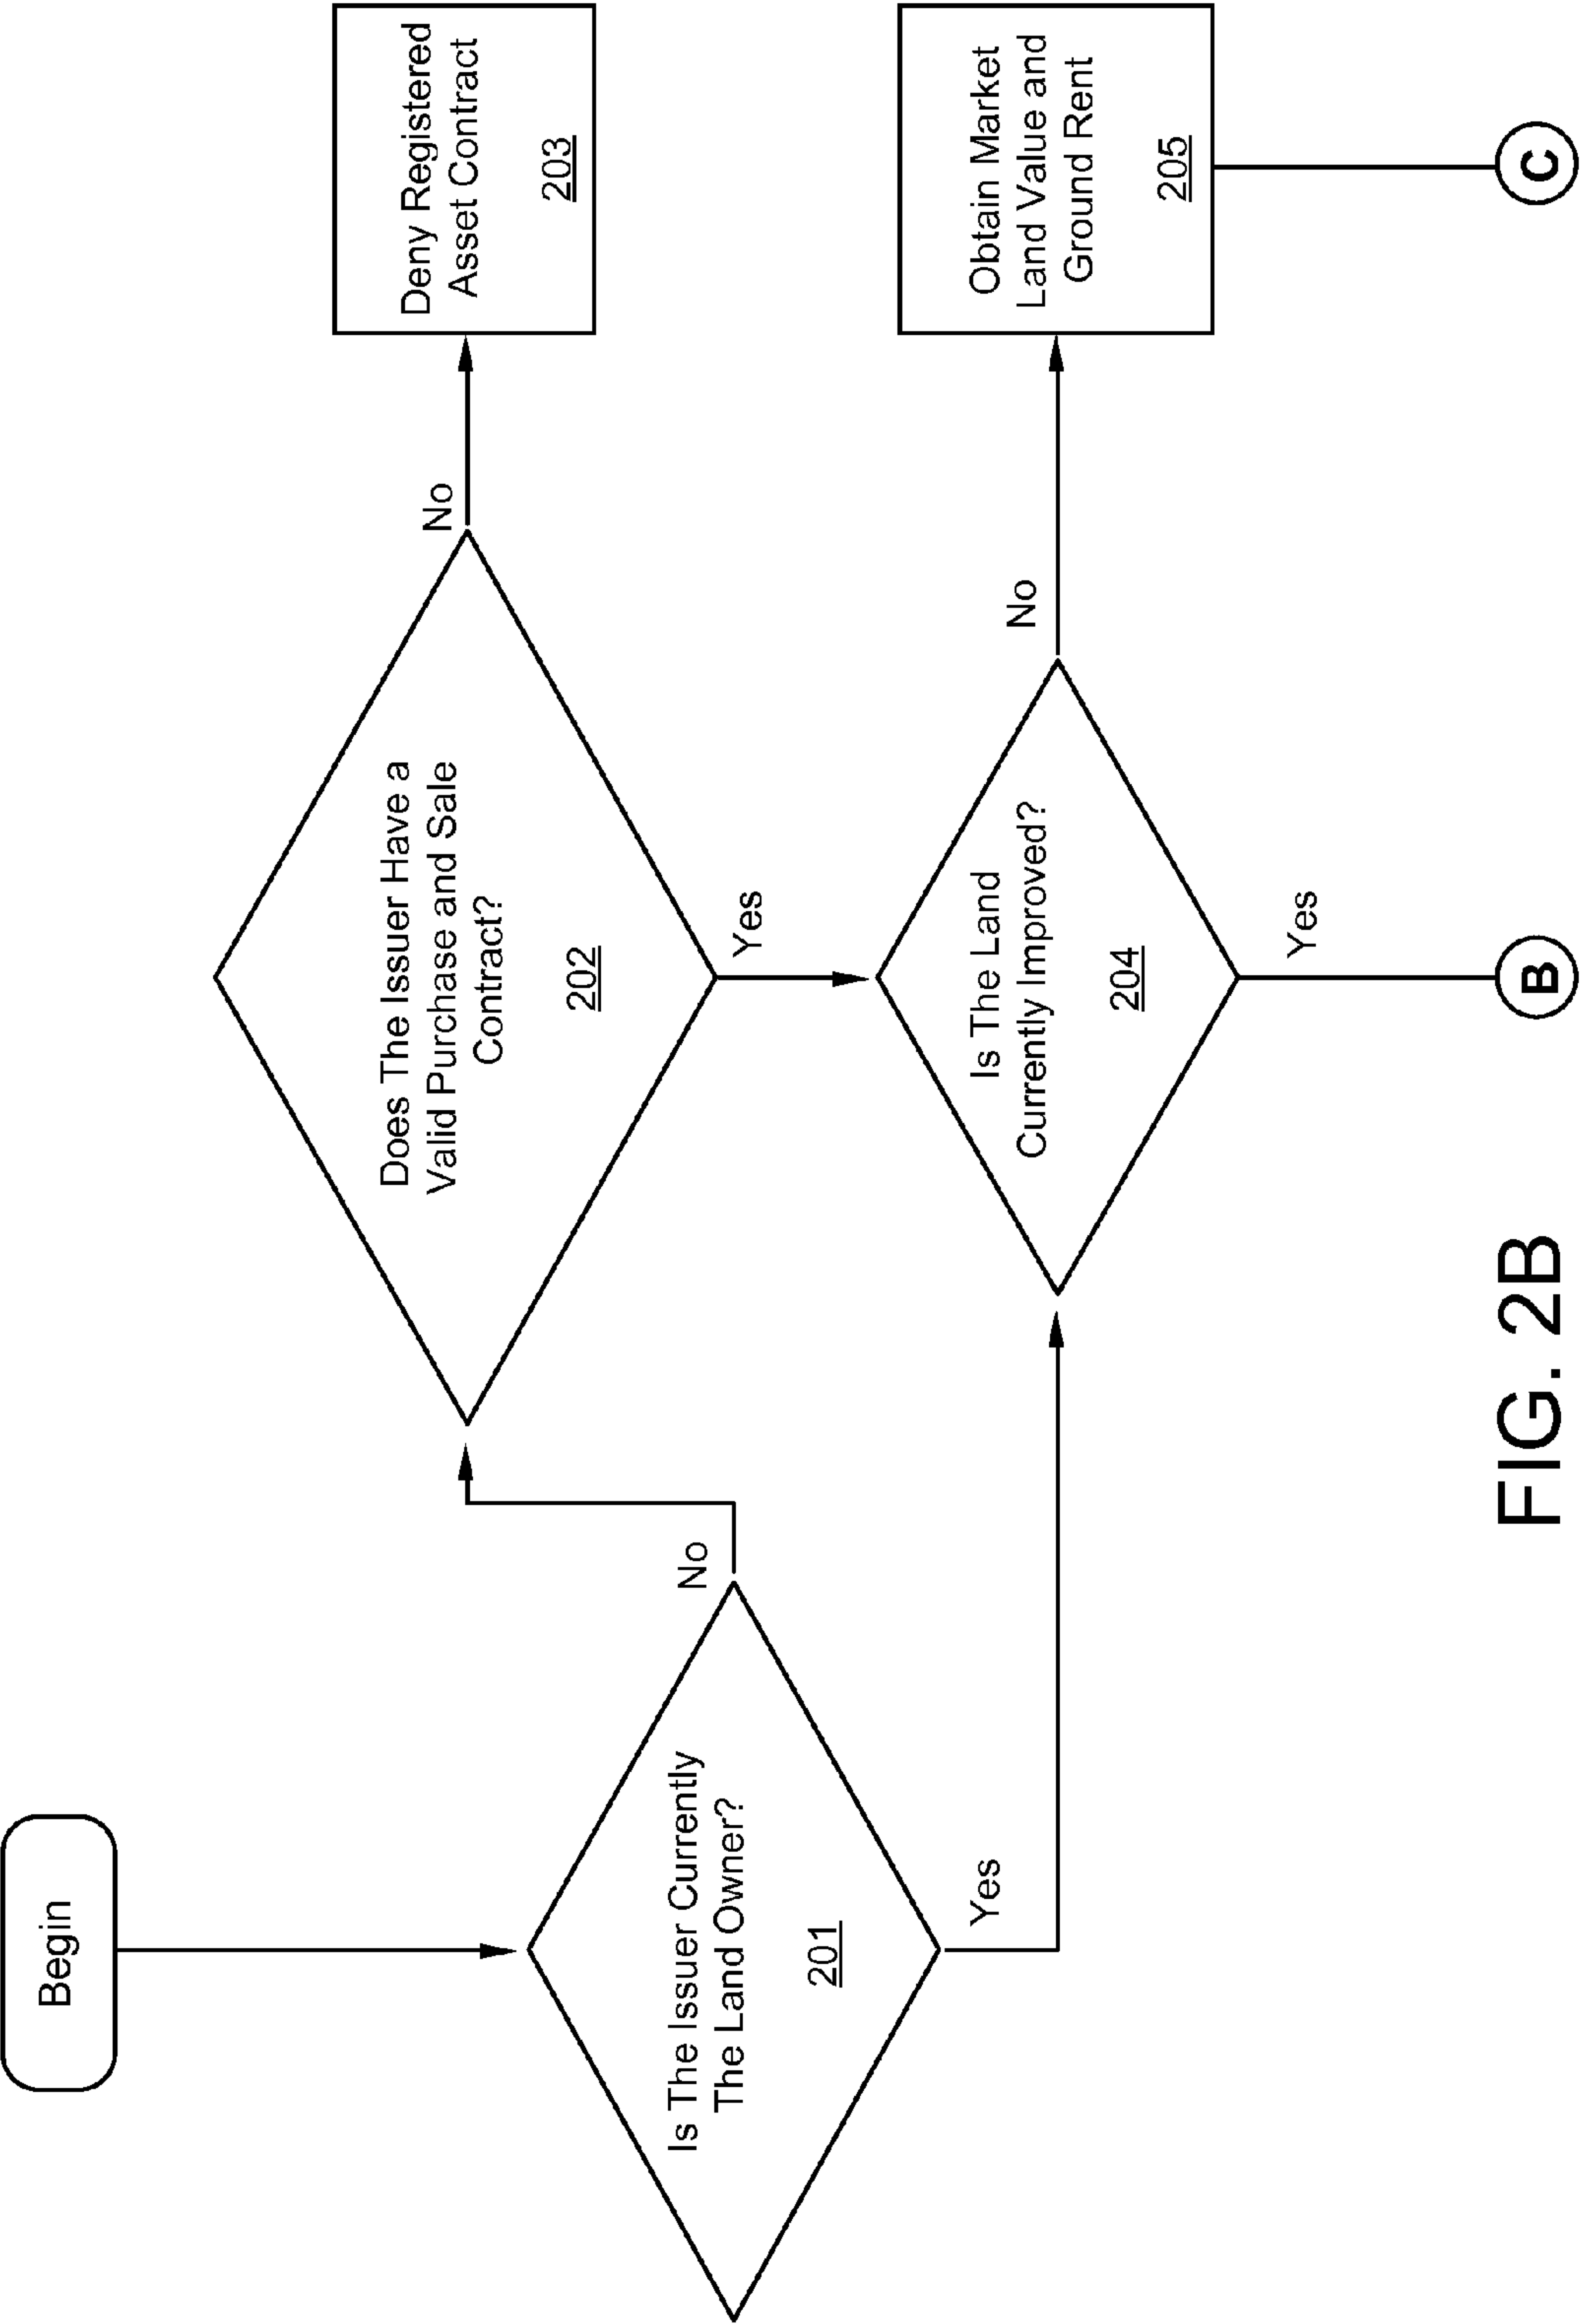 Begin
Is The Issuer Currently
The Land Owner?
201
No
Yes
Does The Issuer Have a
Valid Purchase and Sale
Contract?
202
No
Yes
Deny Registered
Asset Contract
203
Is The Land
Currently Improved?
204
No
Yes
Obtain Market
Land Value and
Ground Rent
205
B
C
FIG. 2B